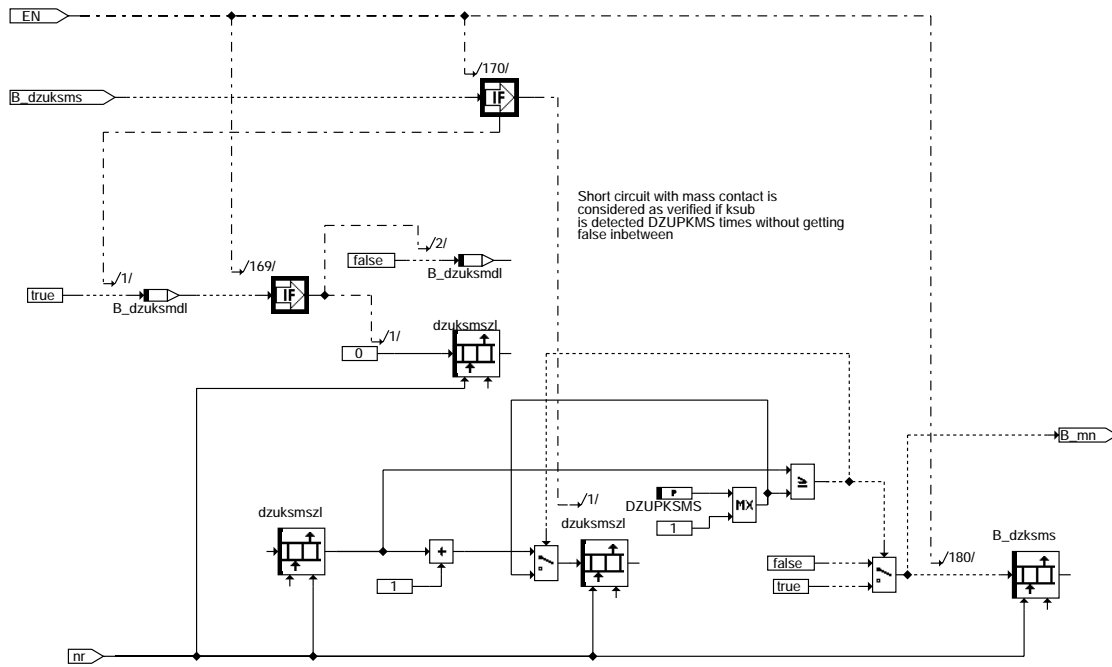 EN
/170/
B_dzuksms
IF
Short circuit with mass contact is
considered as verified if ksub
is detected DZUPKMS times without getting
false inbetween
/2/
false
B_dzuksmdl
/169/
/1/
true
B_dzuksmdl
IF
/1/
dzuksmszl
0
B_mn
P
DZUPKSMS
MX
≥
/1/
1
dzuksmszl
dzuksmszl
B_dzksms
+
1
false
true
/180/
nr